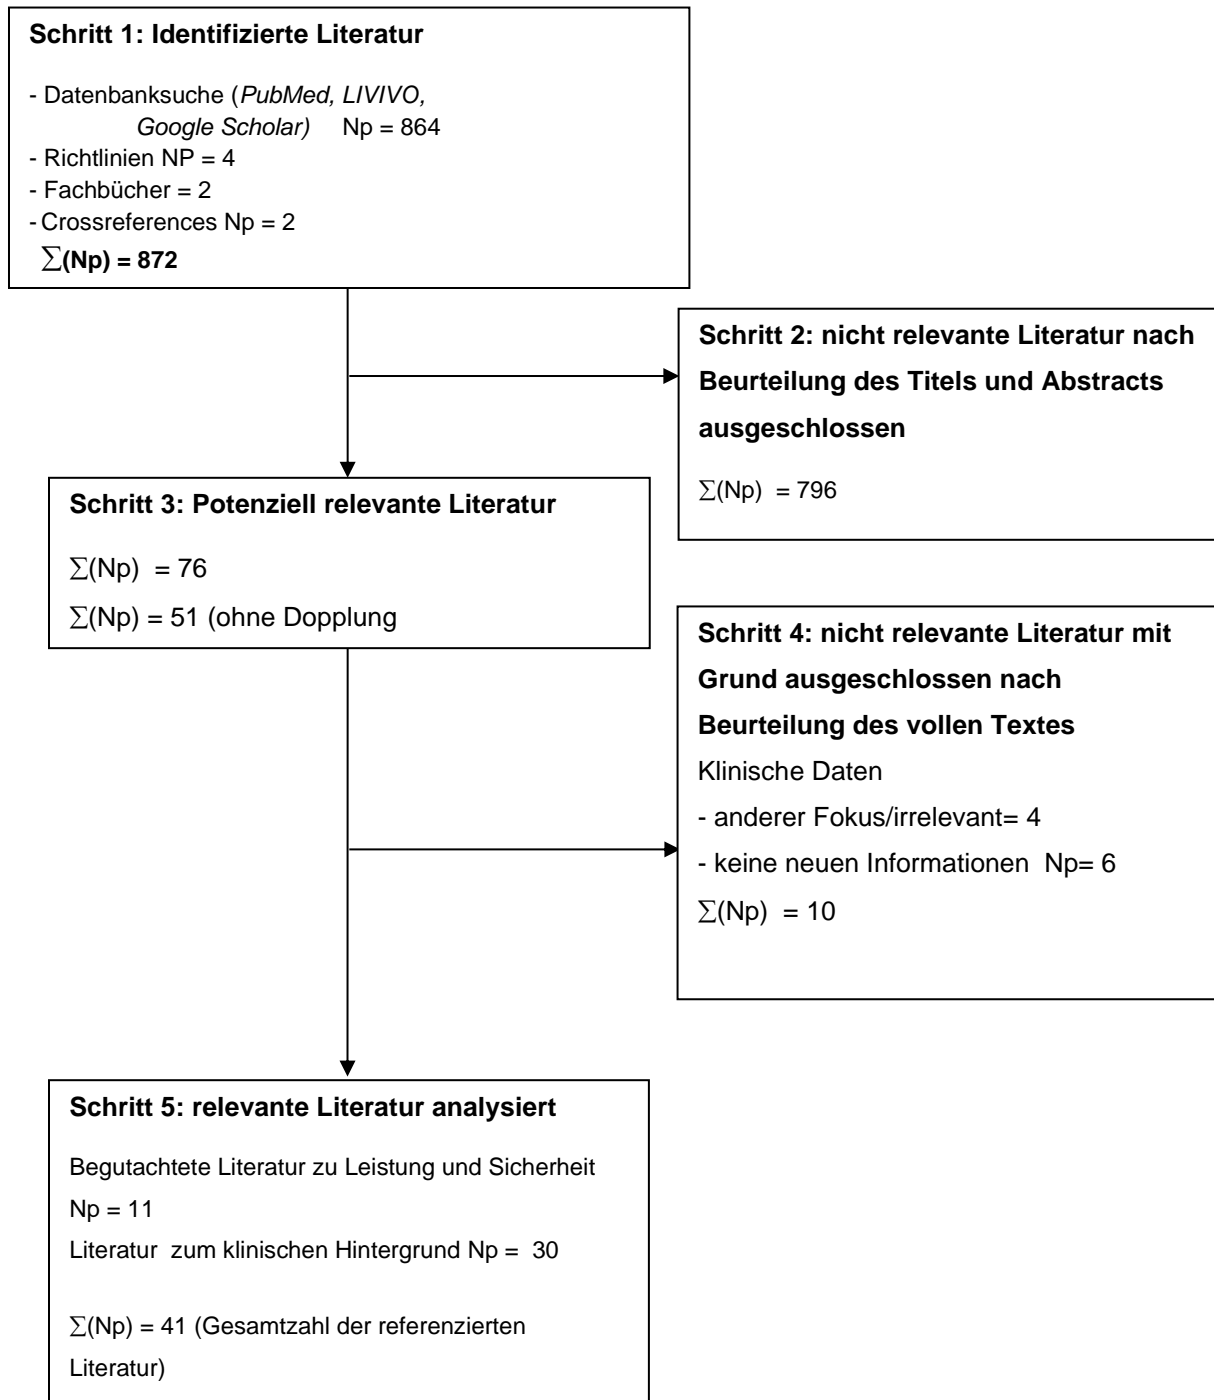 Schritt 1: Identifizierte Literatur
- Datenbanksuche (PubMed, LIVIVO,
Google Scholar) Np = 864
- Richtlinien NP = 4
- Fachbücher = 2
- Crossreferences Np = 2
∑(Np) = 872
Schritt 2: nicht relevante Literatur nach
Beurteilung des Titels und Abstracts
ausgeschlossen
∑(Np) = 796
Schritt 3: Potenziell relevante Literatur
∑(Np) = 76
∑(Np) = 51 (ohne Dopplung
Schritt 4: nicht relevante Literatur mit
Grund ausgeschlossen nach
Beurteilung des vollen Textes
Klinische Daten
- anderer Fokus/irrelevant= 4
- keine neuen Informationen Np= 6
∑(Np) = 10
Schritt 5: relevante Literatur analysiert
Begutachtete Literatur zu Leistung und Sicherheit
Np = 11
Literatur zum klinischen Hintergrund Np = 30
∑(Np) = 41 (Gesamtzahl der referenzierten
Literatur)